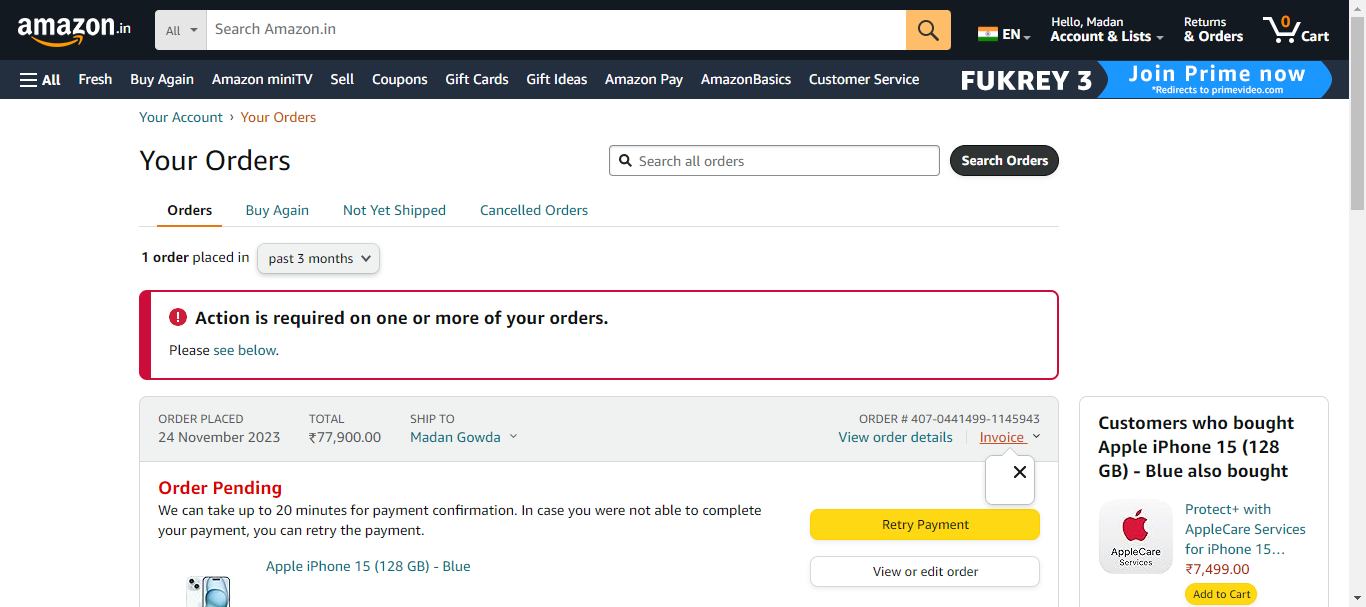 amazon.in
All
Search Amazon.in
EN
Hello, Madan
Account & Lists
Returns
& Orders
0
Cart
All
Fresh
Buy Again
Amazon miniTV
Sell
Coupons
Gift Cards
Gift Ideas
Amazon Pay
AmazonBasics
Customer Service
FUKREY 3
Join Prime now
*Redirects to primevideo.com
Your Account › Your Orders
Your Orders
Search all orders
Search Orders
Orders
Buy Again
Not Yet Shipped
Cancelled Orders
1 order placed in
past 3 months
Action is required on one or more of your orders.
Please see below.
ORDER PLACED
24 November 2023
TOTAL
₹77,900.00
SHIP TO
Madan Gowda
ORDER # 407-0441499-1145943
View order details
Invoice
Order Pending
We can take up to 20 minutes for payment confirmation. In case you were not able to complete
your payment, you can retry the payment.
Apple iPhone 15 (128 GB) - Blue
Retry Payment
View or edit order
Customers who bought
Apple iPhone 15 (128
GB) - Blue also bought
AppleCare
Services
Protect+ with
AppleCare Services
for iPhone 15…
₹7,499.00
Add to Cart